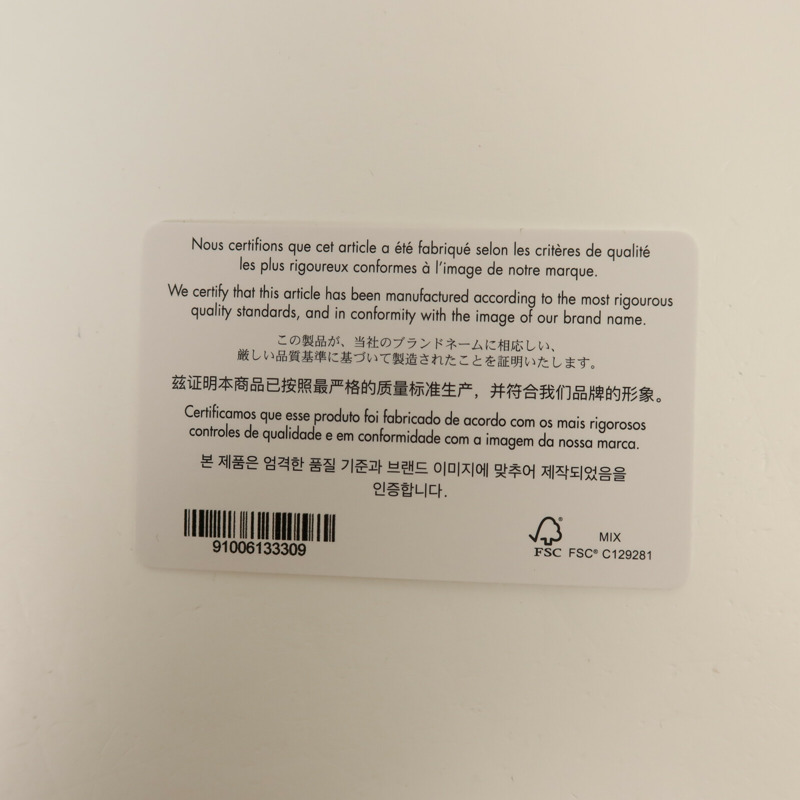 Nous certifions que cet article a été fabriqué selon les critères de qualité
les plus rigoureux conformes à l'image de notre marque.
We certify that this article has been manufactured according to the most rigourous
quality standards, and in conformity with the image of our brand name.
この製品が、当社のブランドネームに相応しい、
厳しい品質基準に基づいて製造されたことを証明いたします。
兹证明本商品已按照最严格的质量标准生产，并符合我们品牌的形象。
Certificamos que esse produto foi fabricado de acordo com os mais rigorosos
controles de qualidade e em conformidade com a imagem da nossa marca.
본 제품은 엄격한 품질 기준과 브랜드 이미지에 맞추어 제작되었음을
인증합니다.
91006133309
MIX
FSC FSC® C129281